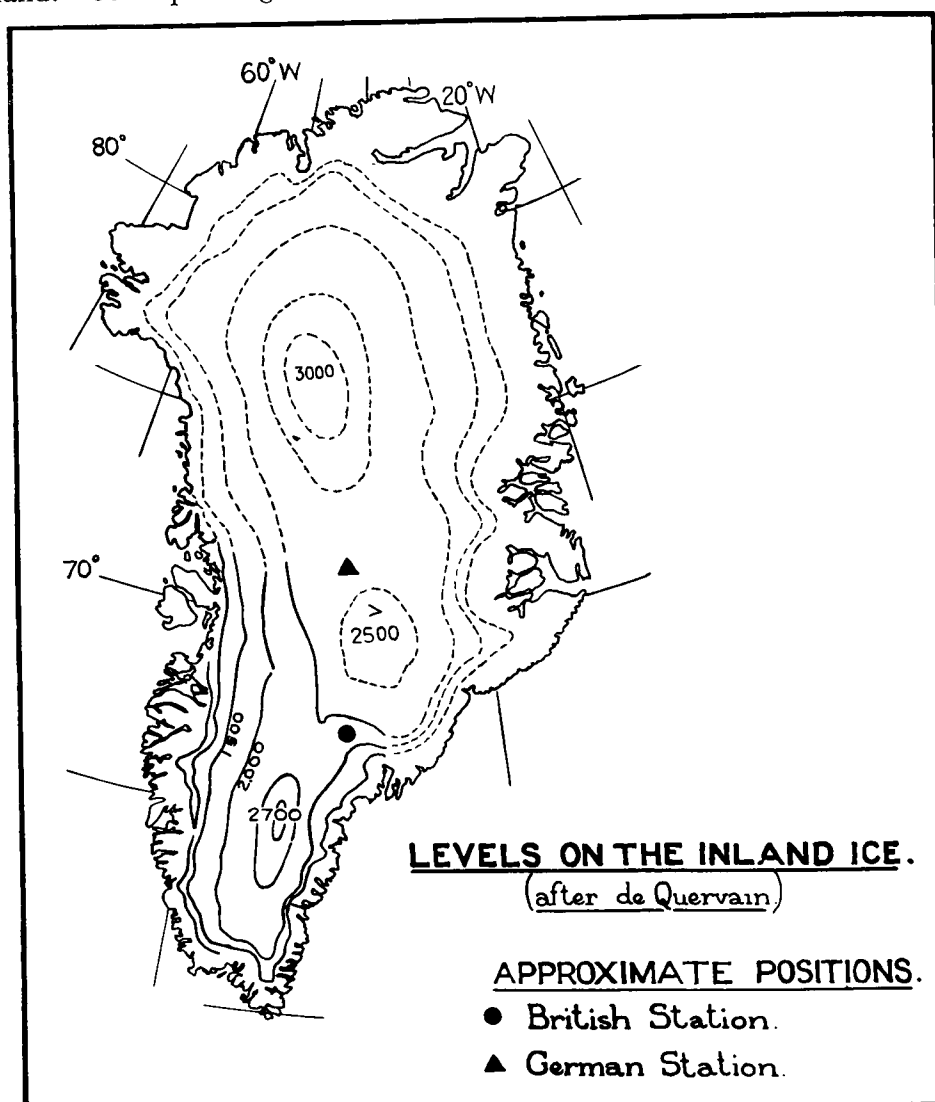 60°W
20°W
80°
3000
70°
>
2500
1500
2000
2700
LEVELS ON THE INLAND ICE.
(after de Quervain)
APPROXIMATE POSITIONS.
● British Station.
▲ German Station.